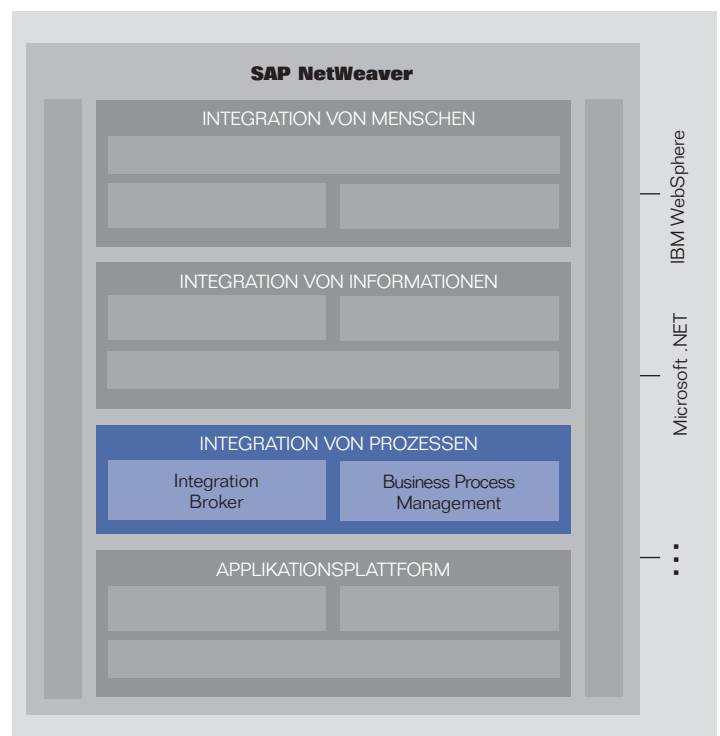 SAP NetWeaver
INTEGRATION VON MENSCHEN
INTEGRATION VON INFORMATIONEN
INTEGRATION VON PROZESSEN
Integration
Broker
Business Process
Management
APPLIKATIONSPLATTFORM
IBM WebSphere
Microsoft .NET
...